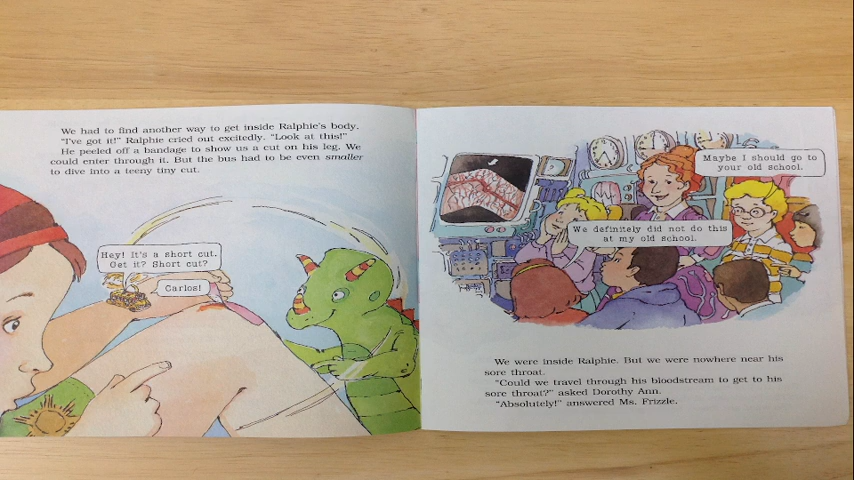 We had to find another way to get inside Ralphie's body.
"I've got it!" Ralphie cried out excitedly. "Look at this!"
He peeled off a bandage to show us a cut on his leg. We
could enter through it. But the bus had to be even smaller
to dive into a teeny tiny cut.
Hey! It's a short cut.
Get it? Short cut?
Carlos!
Maybe I should go to
your old school.
We definitely did not do this
at my old school.
We were inside Ralphie. But we were nowhere near his
sore throat.
"Could we travel through his bloodstream to get to his
sore throat?" asked Dorothy Ann.
"Absolutely!" answered Ms. Frizzle.